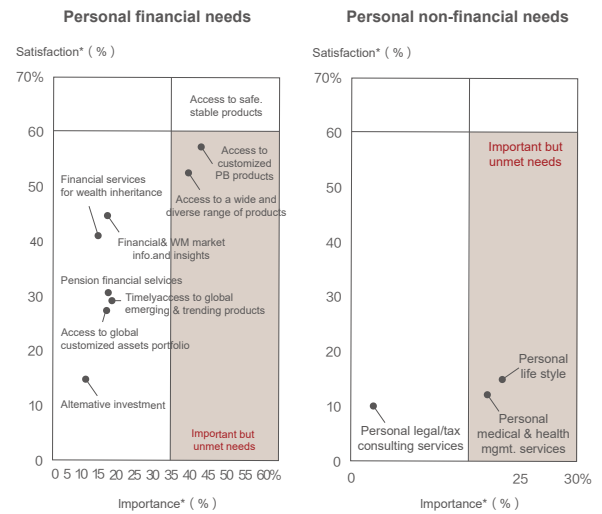 Personal financial needs
Satisfaction* ( % )
70%
60
50
40
30
20
10
0
Access to safe.
stable products
Access to
customized
PB products
Access to a wide and
diverse range of products
Financial services
for wealth inheritance
Financial& WM market
info.and insights
Pension financial selvices
Timelyaccess to global
emerging & trending products
Access to global
customized assets portfolio
Altemative investment
Important but
unmet needs
0 5 10 15 20 25 30 35 40 45 50 55 60%
Importance* ( % )
Personal non-financial needs
Satisfaction* ( % )
70%
60
50
40
30
20
10
0
Important but
unmet needs
Personal
life style
Personal
medical & health
mgmt. services
Personal legal/tax
consulting services
0 25 30%
Importance* ( % )